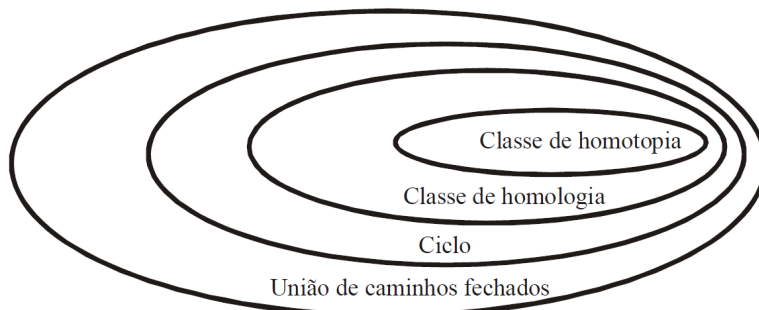 Classe de homotopia
Classe de homologia
Ciclo
União de caminhos fechados